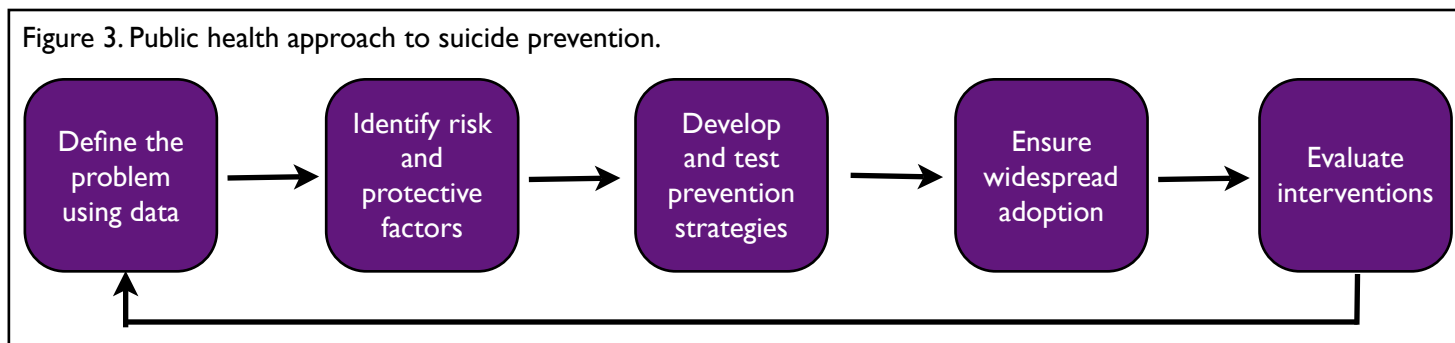 Figure 3. Public health approach to suicide prevention.
Define the
problem
using data
Identify risk
and
protective
factors
Develop
and test
prevention
strategies
Ensure
widespread
adoption
Evaluate
interventions